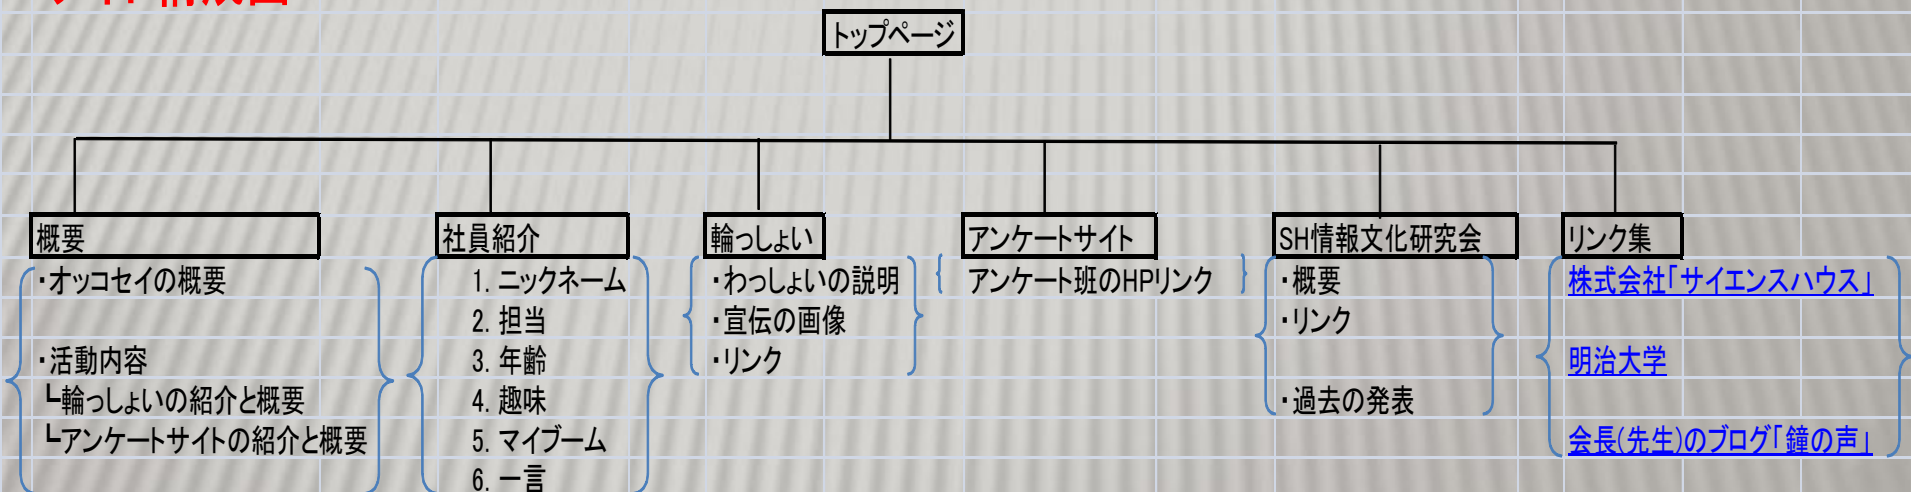 トップページ
概要
・オッコセイの概要
・活動内容
┗輪っしょいの紹介と概要
┗アンケートサイトの紹介と概要
社員紹介
1. ニックネーム
2. 担当
3. 年齢
4. 趣味
5. マイブーム
6. 一言
輪っしょい
・わっしょいの説明
・宣伝の画像
・リンク
アンケートサイト
アンケート班のHPリンク
SH情報文化研究会
・概要
・リンク
・過去の発表
リンク集
株式会社「サイエンスハウス」
明治大学
会長(先生)のブログ「鐘の声」